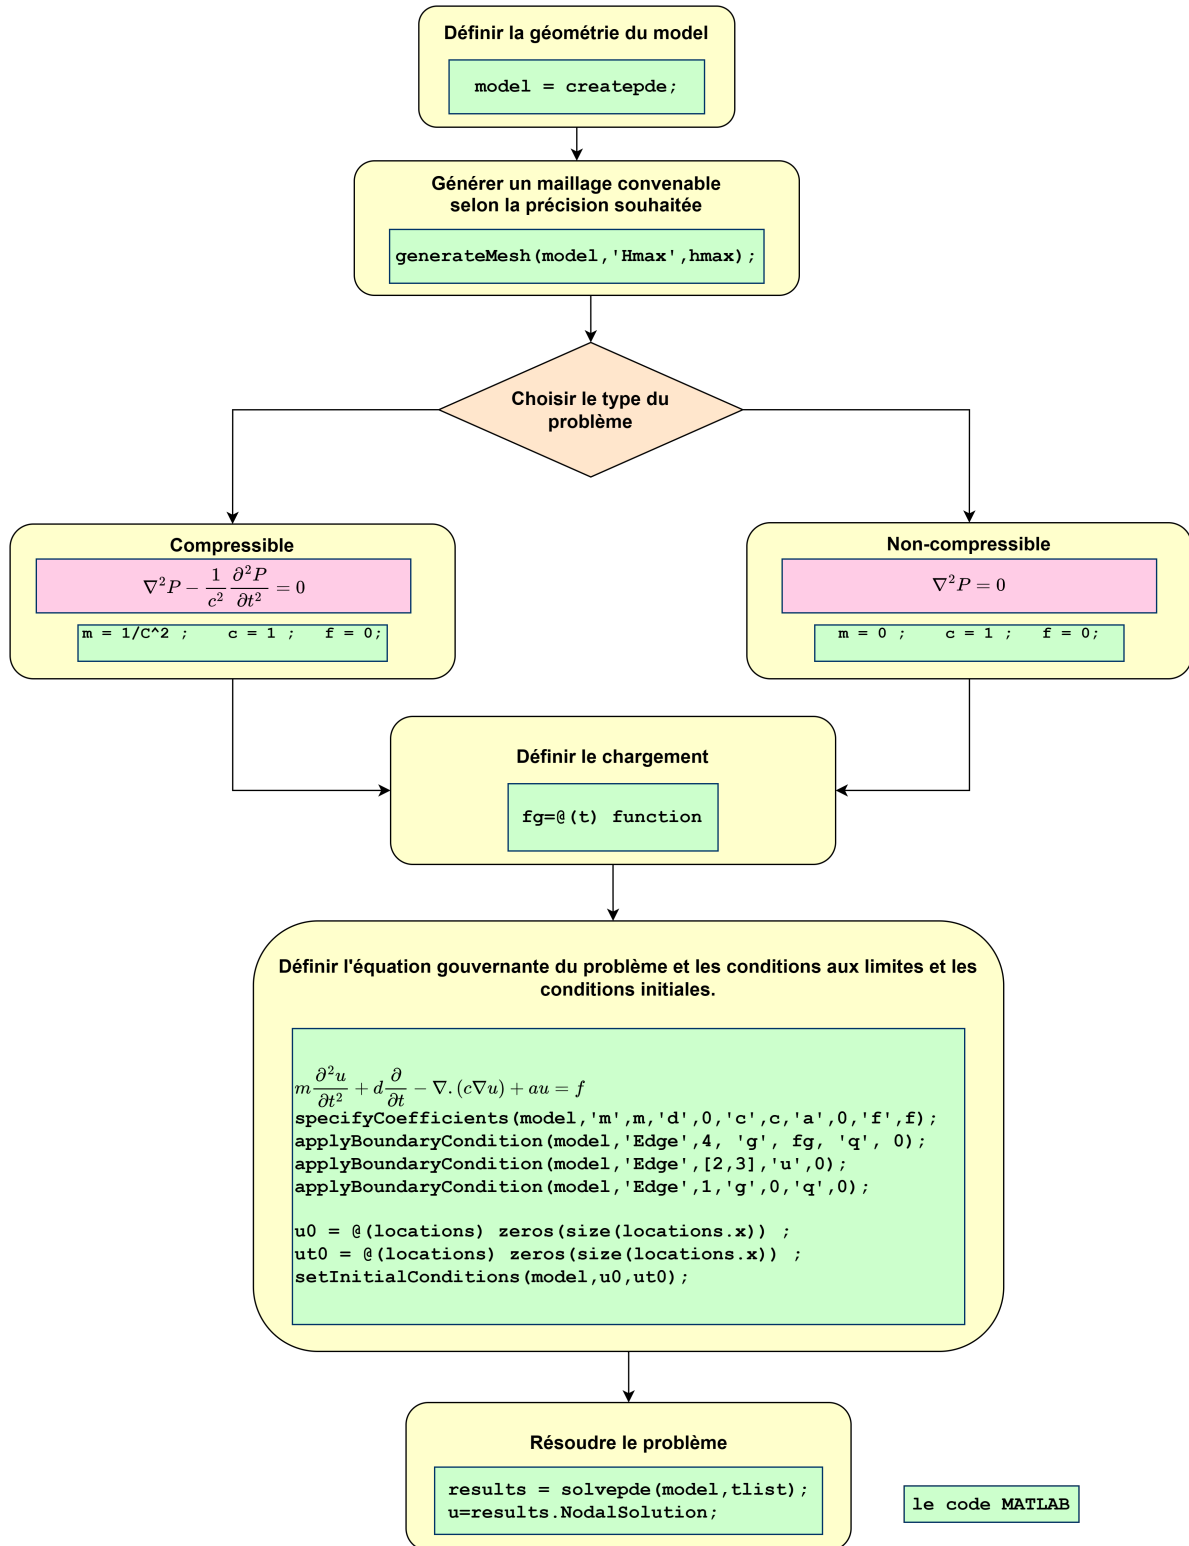 Définir la géométrie du model
model = createpde;
Générer un maillage convenable
selon la précision souhaitée
generateMesh(model,'Hmax',hmax);
Choisir le type du
problème
Compressible
∇²P − 1/c² ∂²P/∂t² = 0
m = 1/C^2 ;    c = 1 ;   f = 0;
Non-compressible
∇²P = 0
m = 0 ;    c = 1 ;   f = 0;
Définir le chargement
fg=@(t) function
Définir l'équation gouvernante du problème et les conditions aux limites et les
conditions initiales.
m ∂²u/∂t² + d ∂/∂t − ∇.(c∇u) + au = f
specifyCoefficients(model,'m',m,'d',0,'c',c,'a',0,'f',f);
applyBoundaryCondition(model,'Edge',4, 'g', fg, 'q', 0);
applyBoundaryCondition(model,'Edge',[2,3],'u',0);
applyBoundaryCondition(model,'Edge',1,'g',0,'q',0);
u0 = @(locations) zeros(size(locations.x)) ;
ut0 = @(locations) zeros(size(locations.x)) ;
setInitialConditions(model,u0,ut0);
Résoudre le problème
results = solvepde(model,tlist);
u=results.NodalSolution;
le code MATLAB